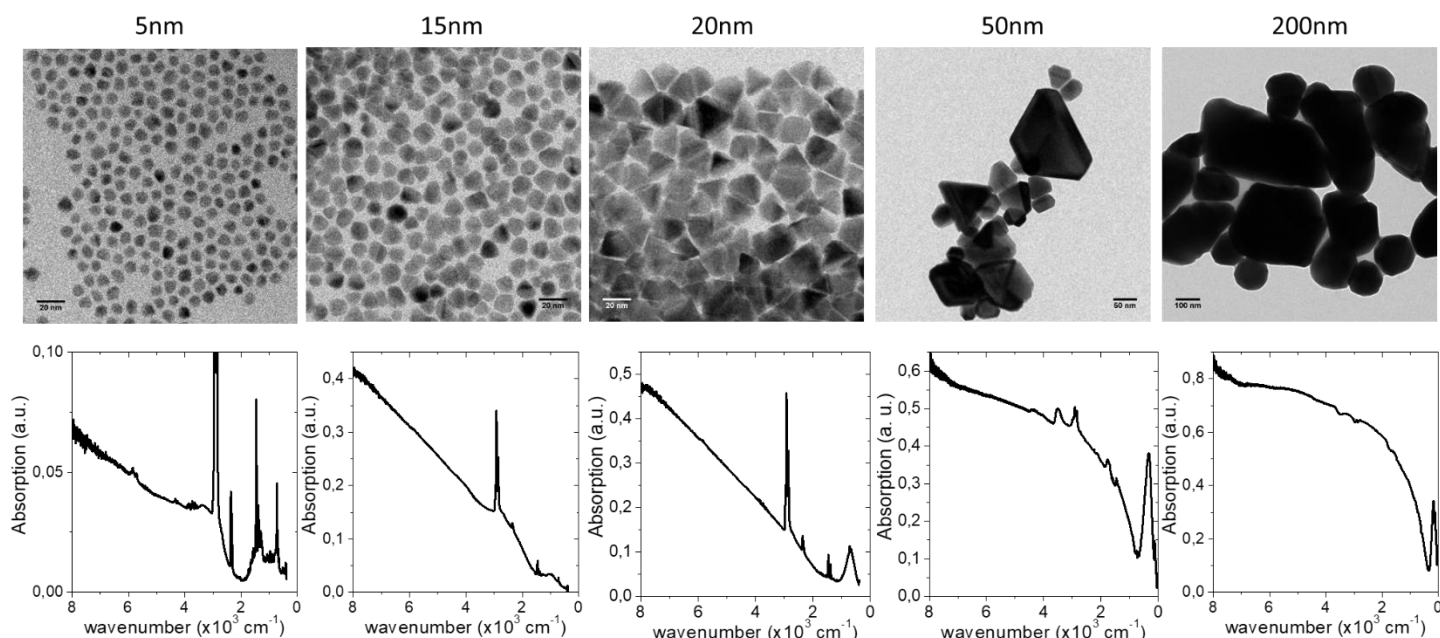 5nm
15nm
20nm
50nm
200nm
20 nm
20 nm
20 nm
50 nm
100 nm
Absorption (a.u.)
0,10
0,05
0,00
8 6 4 2 0
wavenumber (x10³ cm⁻¹)
Absorption (a.u.)
0,4
0,3
0,2
0,1
0,0
8 6 4 2 0
wavenumber (x10³ cm⁻¹)
Absorption (a.u.)
0,5
0,4
0,3
0,2
0,1
0,0
8 6 4 2 0
wavenumber (x10³ cm⁻¹)
Absorption (a. u.)
0,6
0,5
0,4
0,3
0,2
0,1
0,0
8 6 4 2 0
wavenumber (x10³ cm⁻¹)
Absorption (a.u.)
0,8
0,6
0,4
0,2
0,0
8 6 4 2 0
wavenumber (x10³ cm⁻¹)